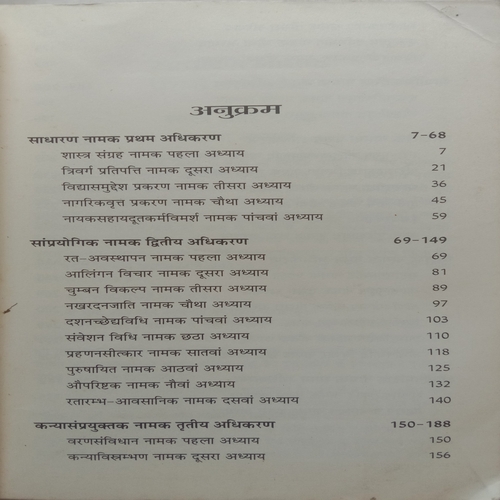 अनुक्रम
साधारण नामक प्रथम अधिकरण 7-68
शास्त्र संग्रह नामक पहला अध्याय 7
त्रिवर्ग प्रतिपत्ति नामक दूसरा अध्याय 21
विद्यासमुद्देश प्रकरण नामक तीसरा अध्याय 36
नागरिकवृत्त प्रकरण नामक चौथा अध्याय 45
नायकसहायदूतकर्मविमर्श नामक पांचवां अध्याय 59
सांप्रयोगिक नामक द्वितीय अधिकरण 69-149
रत-अवस्थापन नामक पहला अध्याय 69
आलिंगन विचार नामक दूसरा अध्याय 81
चुम्बन विकल्प नामक तीसरा अध्याय 89
नखरदनजाति नामक चौथा अध्याय 97
दशनच्छेद्यविधि नामक पांचवां अध्याय 103
संवेशन विधि नामक छठा अध्याय 110
प्रहणनसीत्कार नामक सातवां अध्याय 118
पुरुषायित नामक आठवां अध्याय 125
औपरिष्टक नामक नौवां अध्याय 132
रतारम्भ-आवसानिक नामक दसवां अध्याय 140
कन्यासंप्रयुक्तक नामक तृतीय अधिकरण 150-188
वरणसंविधान नामक पहला अध्याय 150
कन्याविस्रम्भण नामक दूसरा अध्याय 156